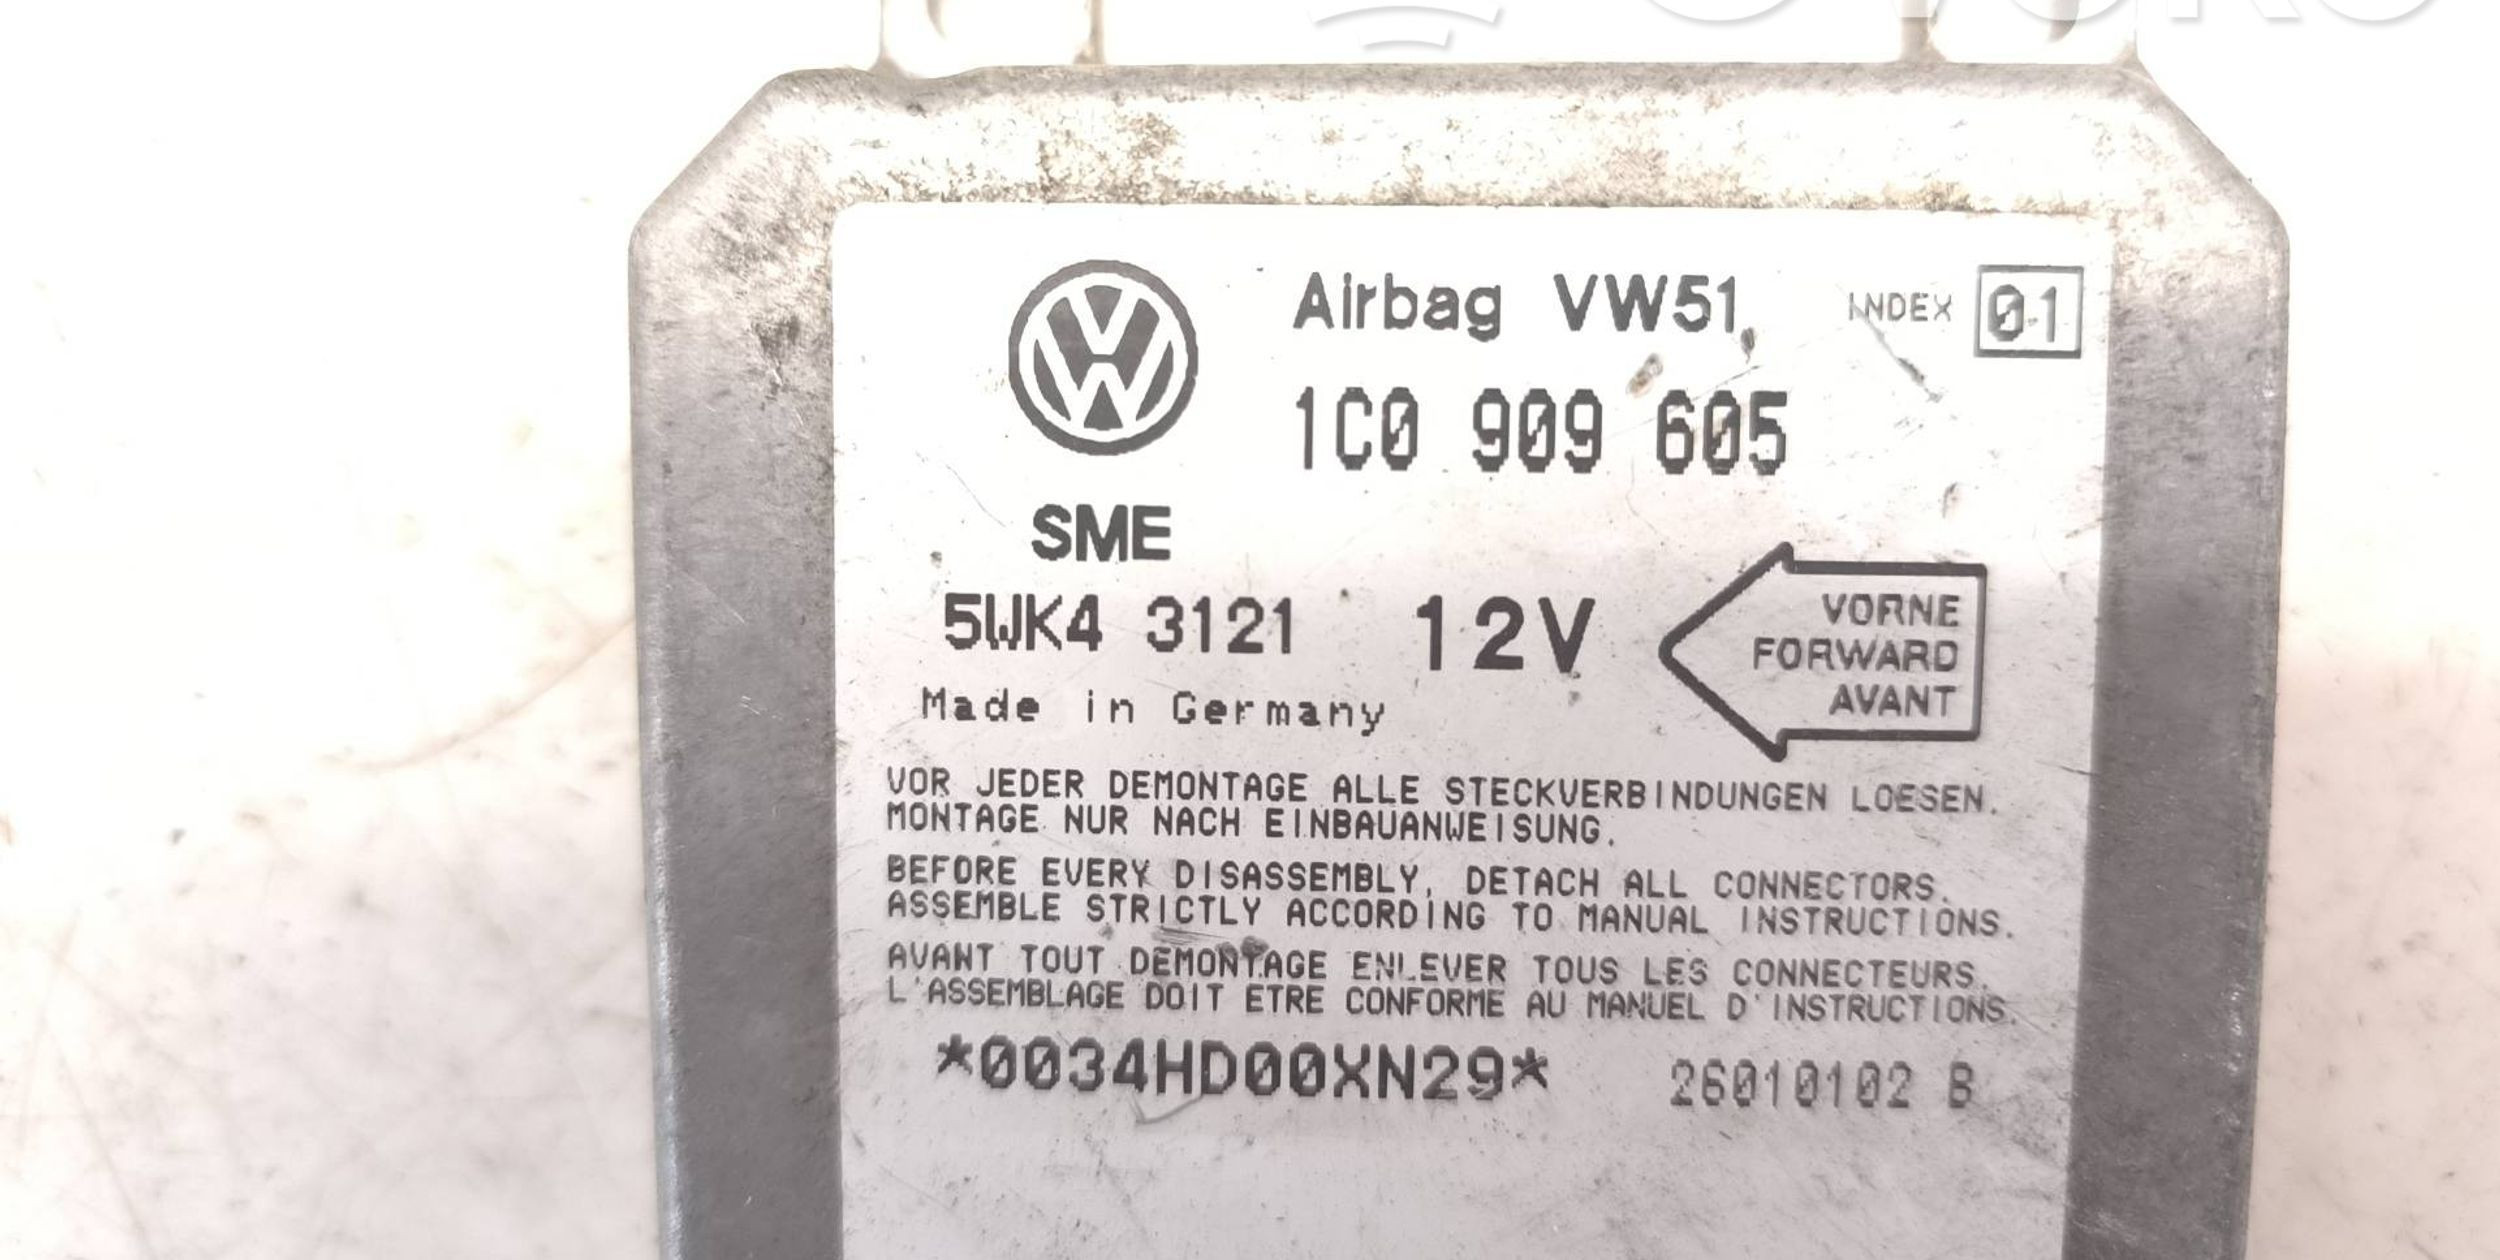 Airbag VW51 INDEX 01
1C0 909 605
SME
5WK4 3121 12V
VORNE
FORWARD
AVANT
Made in Germany
VOR JEDER DEMONTAGE ALLE STECKVERBINDUNGEN LOESEN.
MONTAGE NUR NACH EINBAUANWEISUNG.
BEFORE EVERY DISASSEMBLY, DETACH ALL CONNECTORS.
ASSEMBLE STRICTLY ACCORDING TO MANUAL INSTRUCTIONS.
AVANT TOUT DEMONTAGE ENLEVER TOUS LES CONNECTEURS.
L'ASSEMBLAGE DOIT ETRE CONFORME AU MANUEL D'INSTRUCTIONS.
*0034HD00XN29* 26010102 B